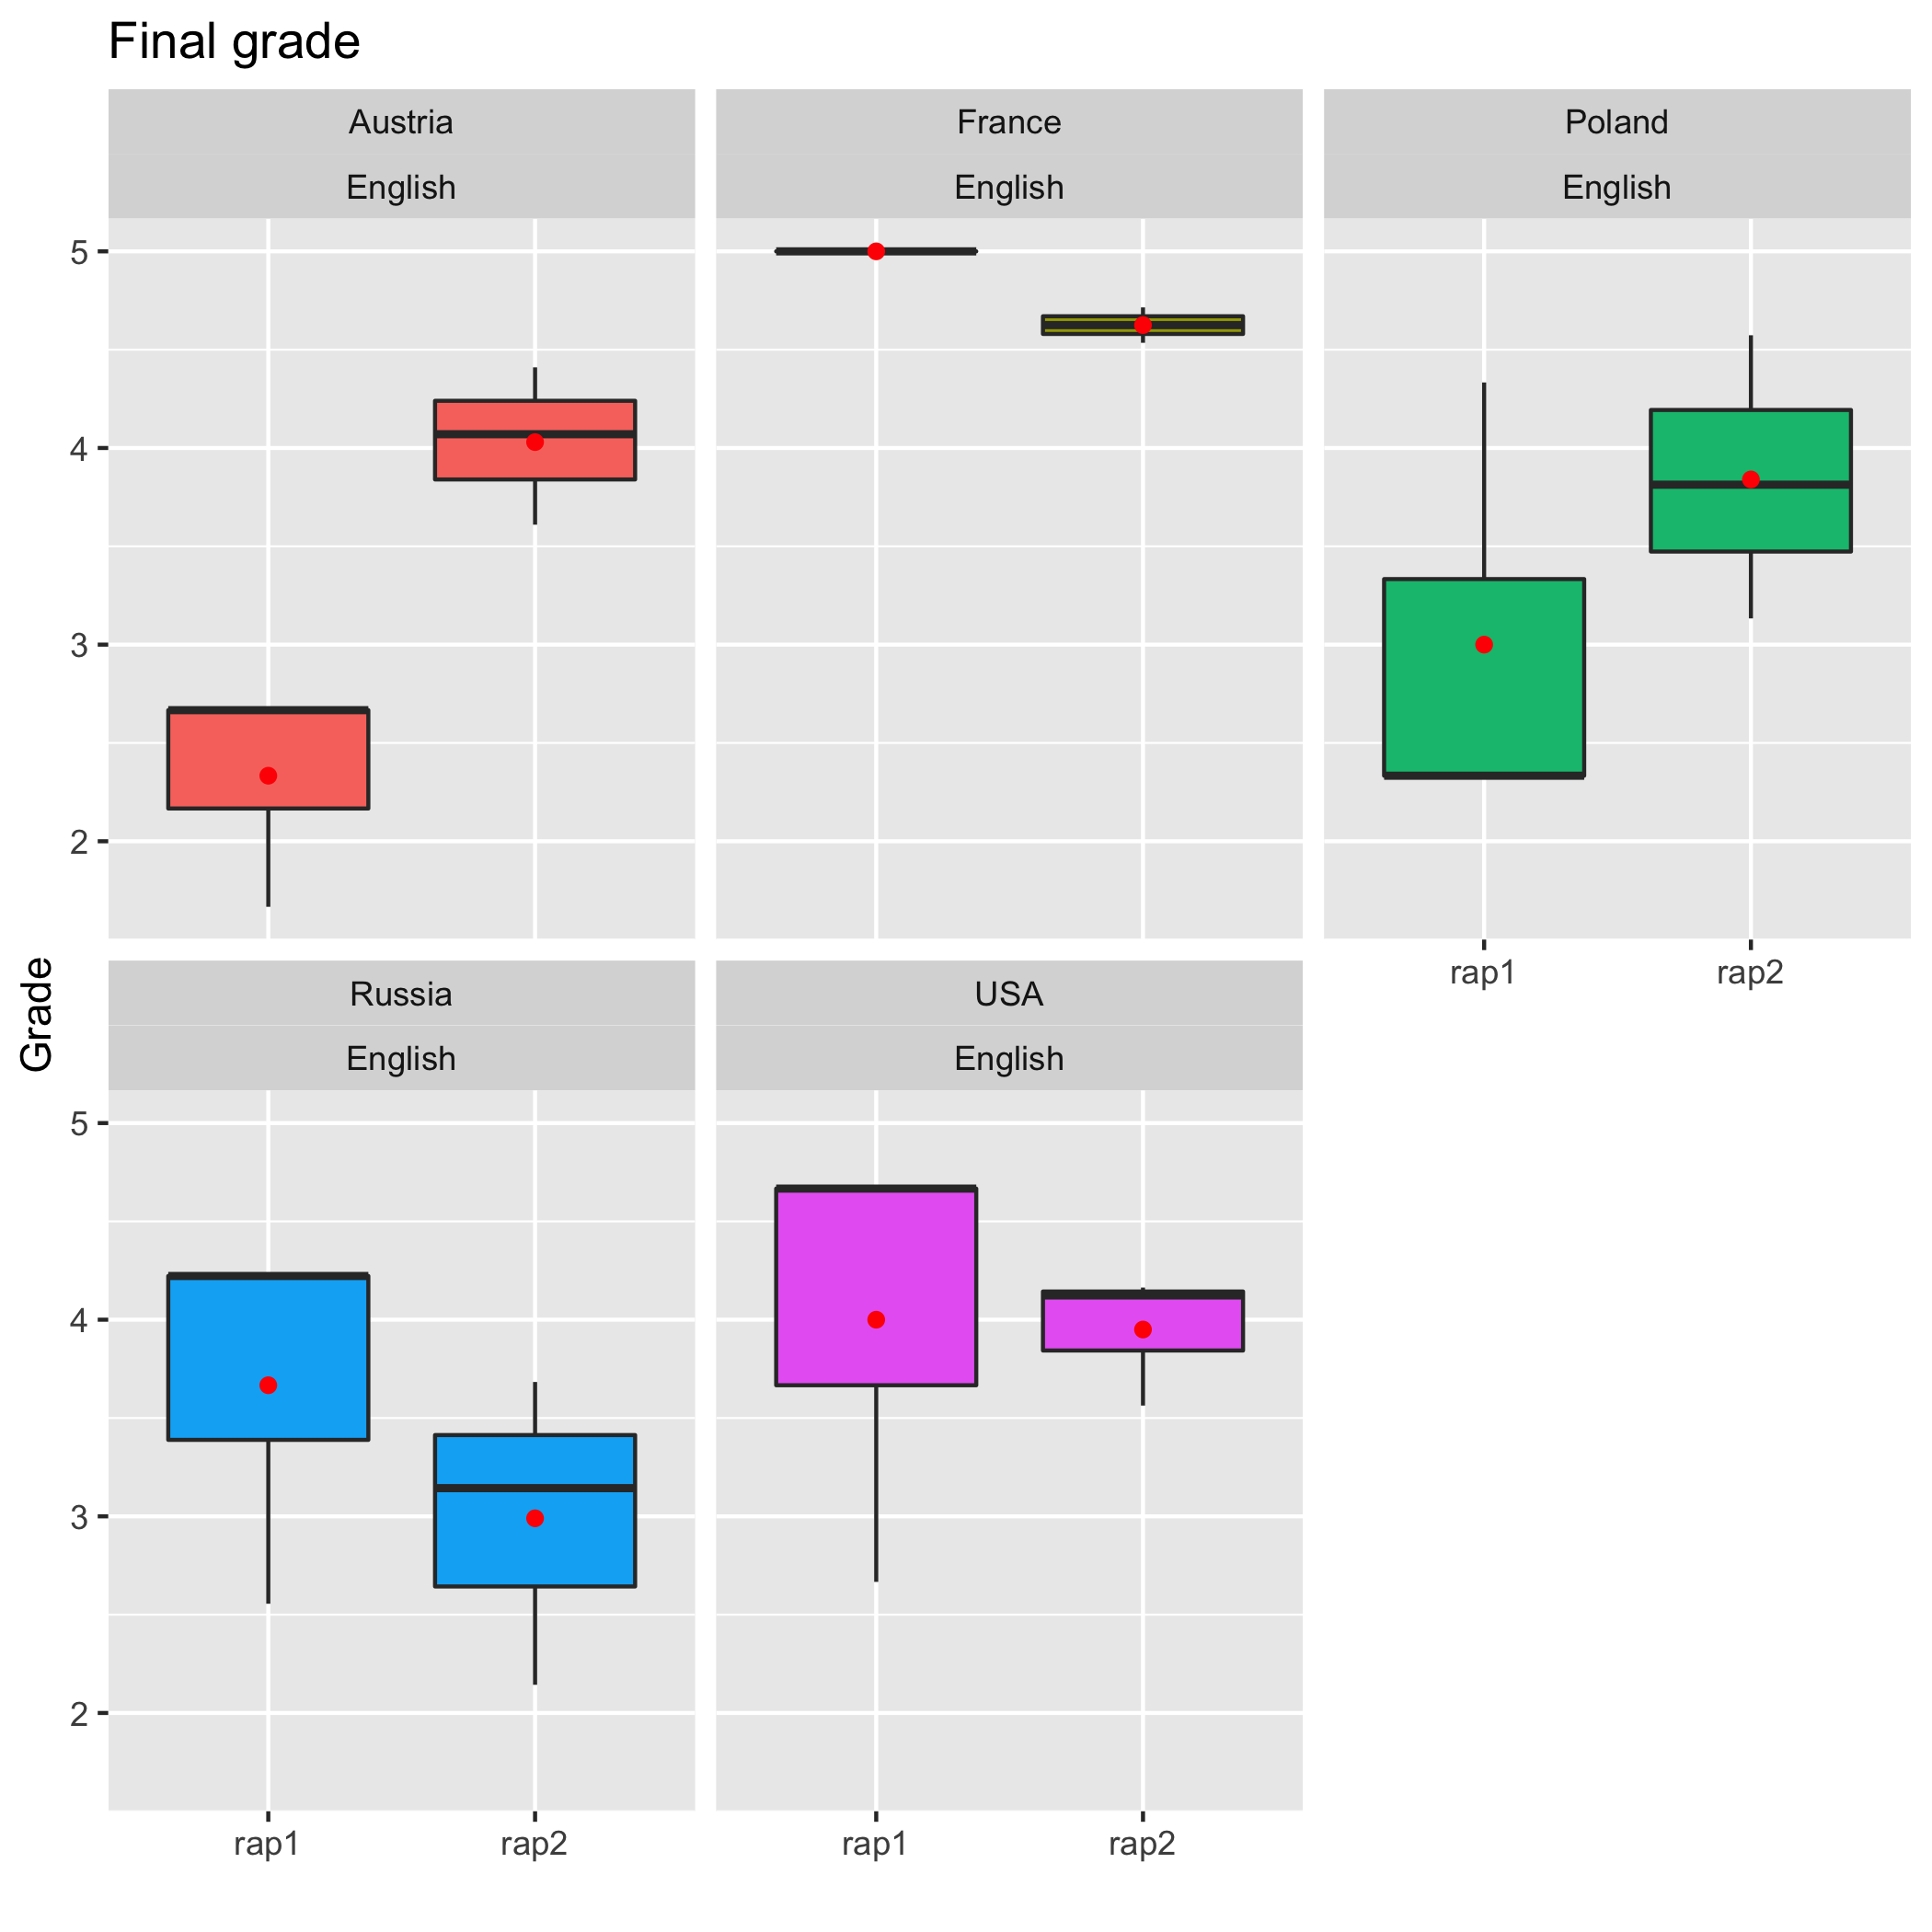 Final grade
Austria
English
France
English
Poland
English
5
4
3
2
rap1
rap2
Grade
Russia
English
USA
English
5
4
3
2
rap1
rap2
rap1
rap2